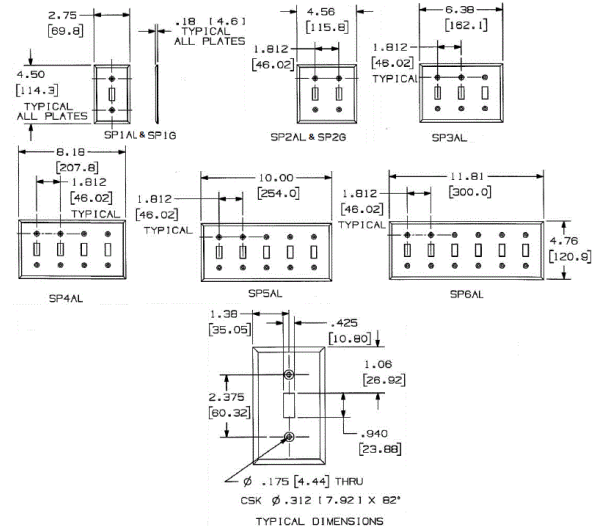 2.75
[69.8]
.18 [4.6]
TYPICAL
ALL PLATES
4.50
[114.3]
TYPICAL
ALL PLATES
SP1AL & SP1G
4.56
[115.8]
1.812
[46.02]
SP2AL & SP2G
6.38
[162.1]
1.812
[46.02]
TYPICAL
SP3AL
8.18
[207.8]
1.812
[46.02]
TYPICAL
SP4AL
10.00
[254.0]
1.812
[46.02]
TYPICAL
SP5AL
11.81
[300.0]
1.812
[46.02]
TYPICAL
4.76
[120.9]
SP6AL
1.38
[35.05]
.425
[10.80]
1.06
[26.92]
2.375
[60.32]
.940
[23.88]
Ø .175 [4.44] THRU
CSK Ø .312 [7.92] X 82°
TYPICAL DIMENSIONS